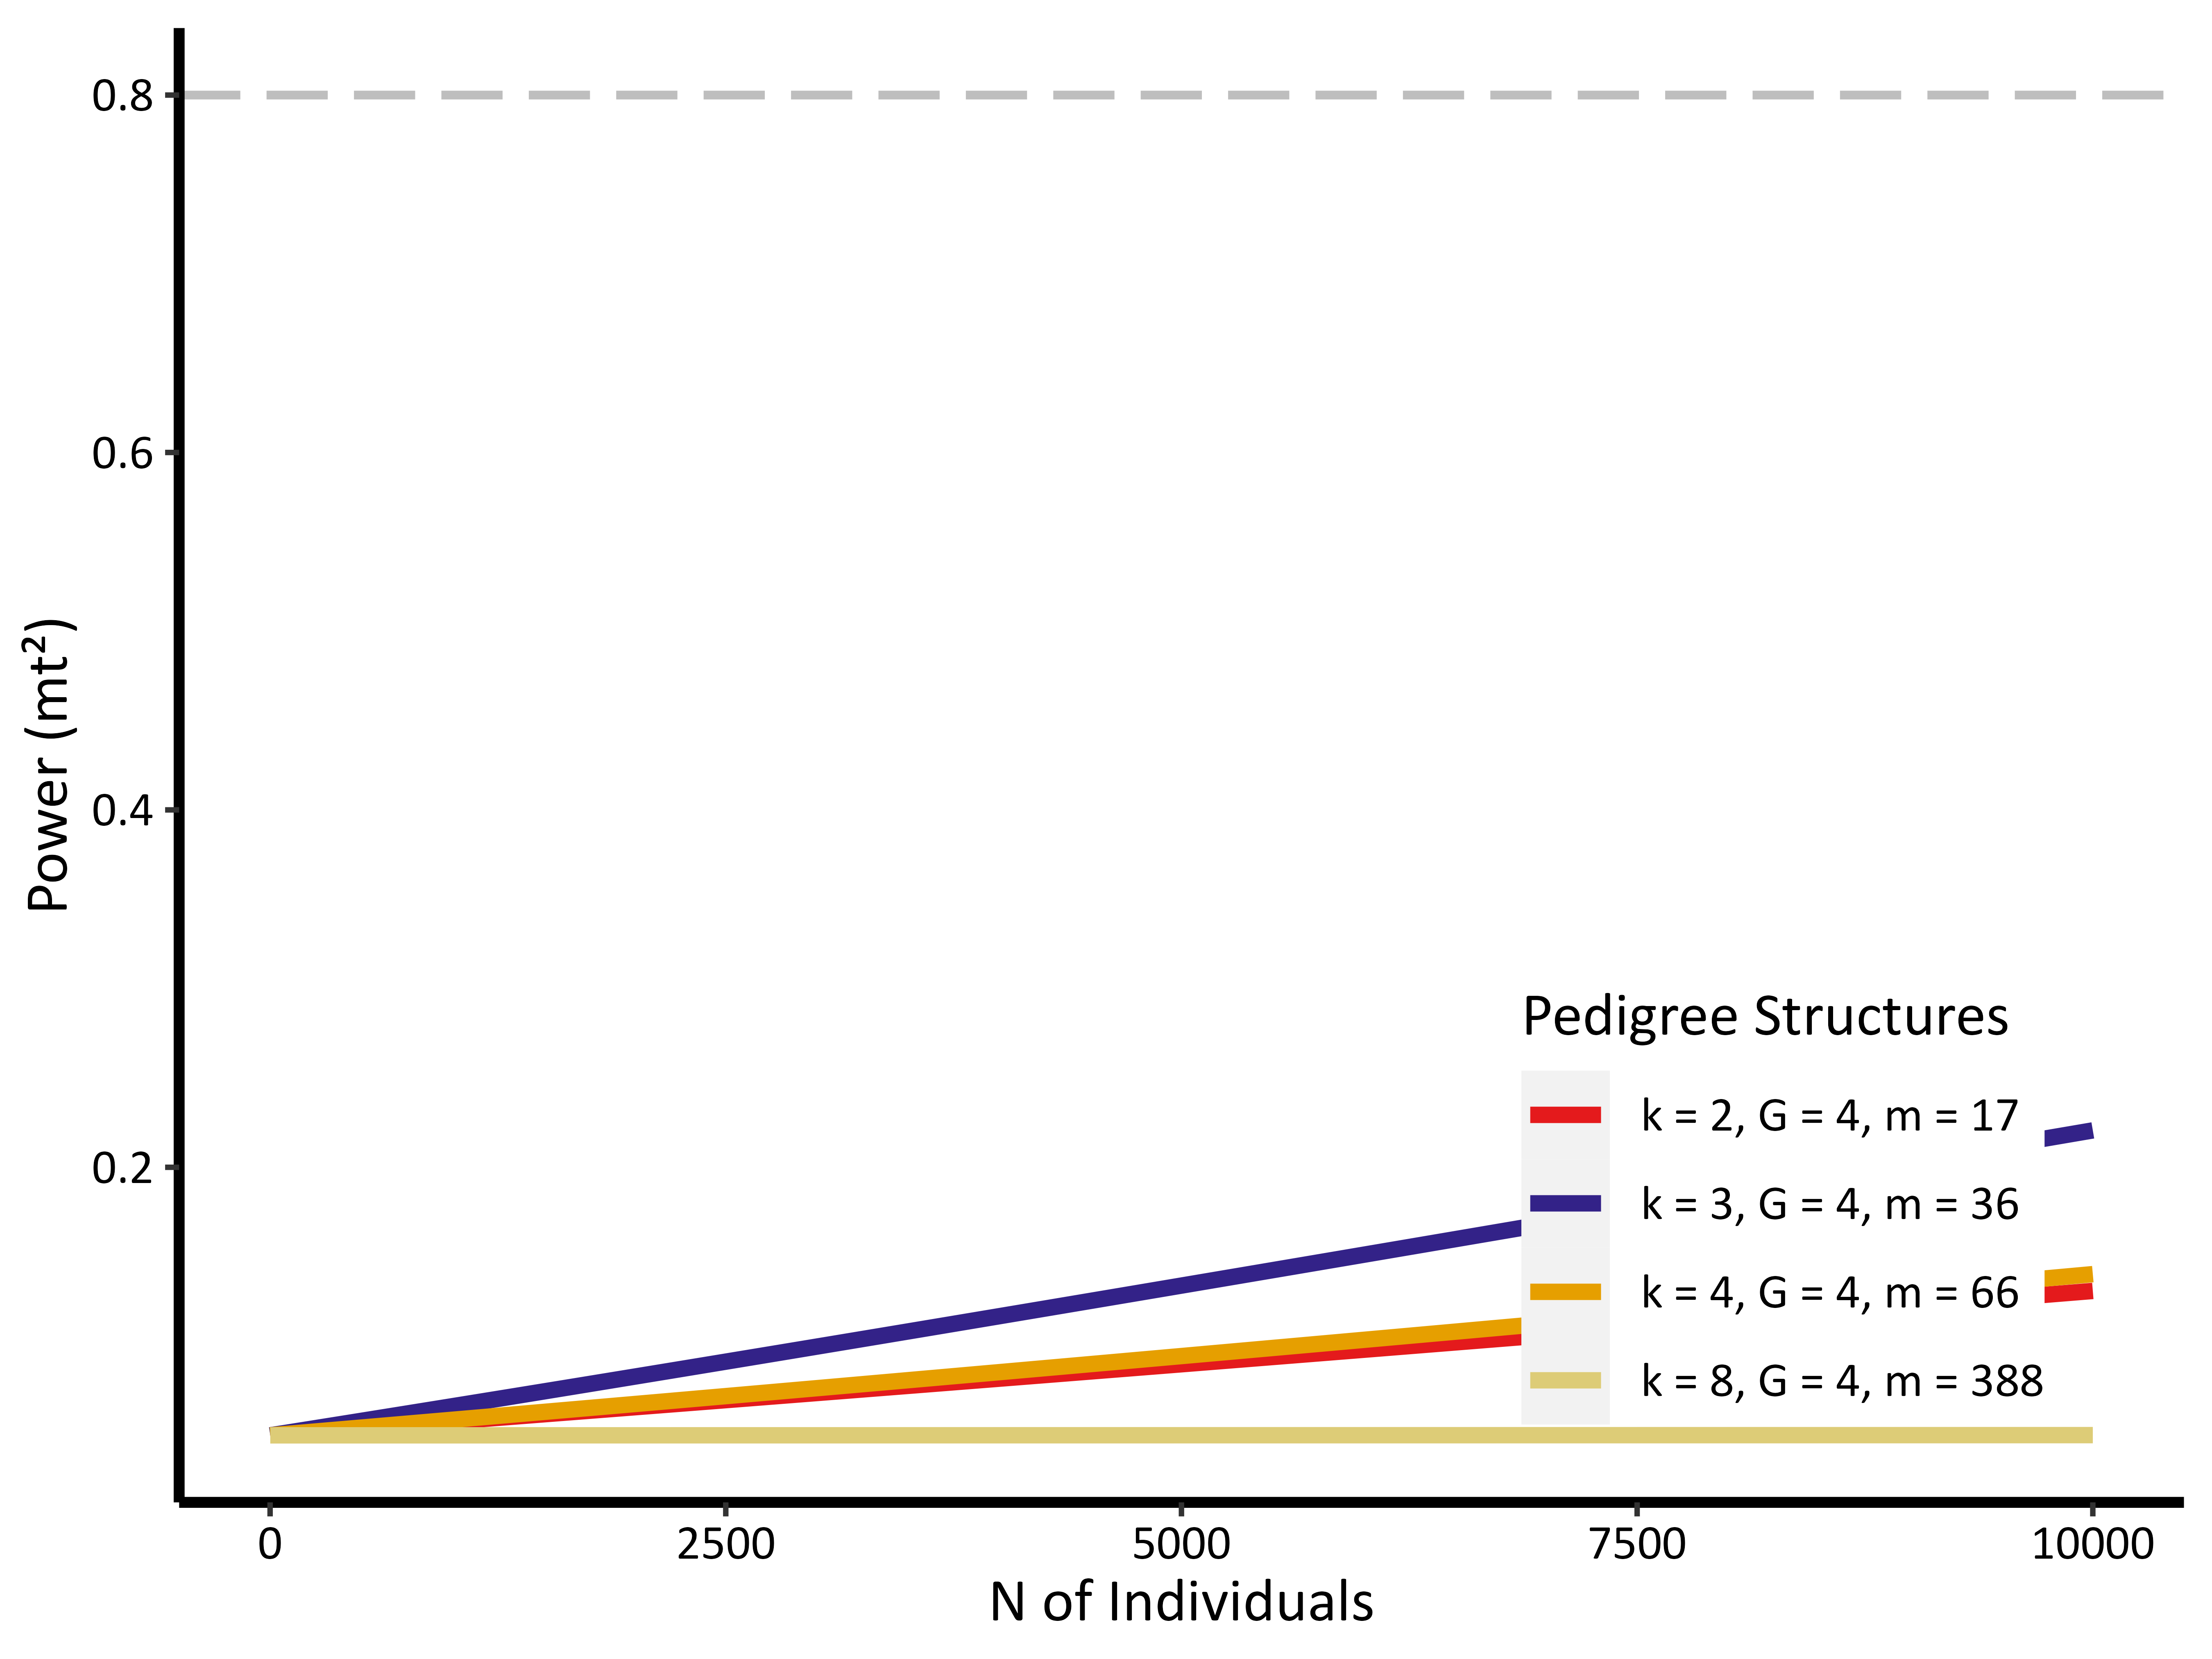 Power (mt²)
0.8
0.6
0.4
0.2
Pedigree Structures
k = 2, G = 4, m = 17
k = 3, G = 4, m = 36
k = 4, G = 4, m = 66
k = 8, G = 4, m = 388
0 2500 5000 7500 10000
N of Individuals